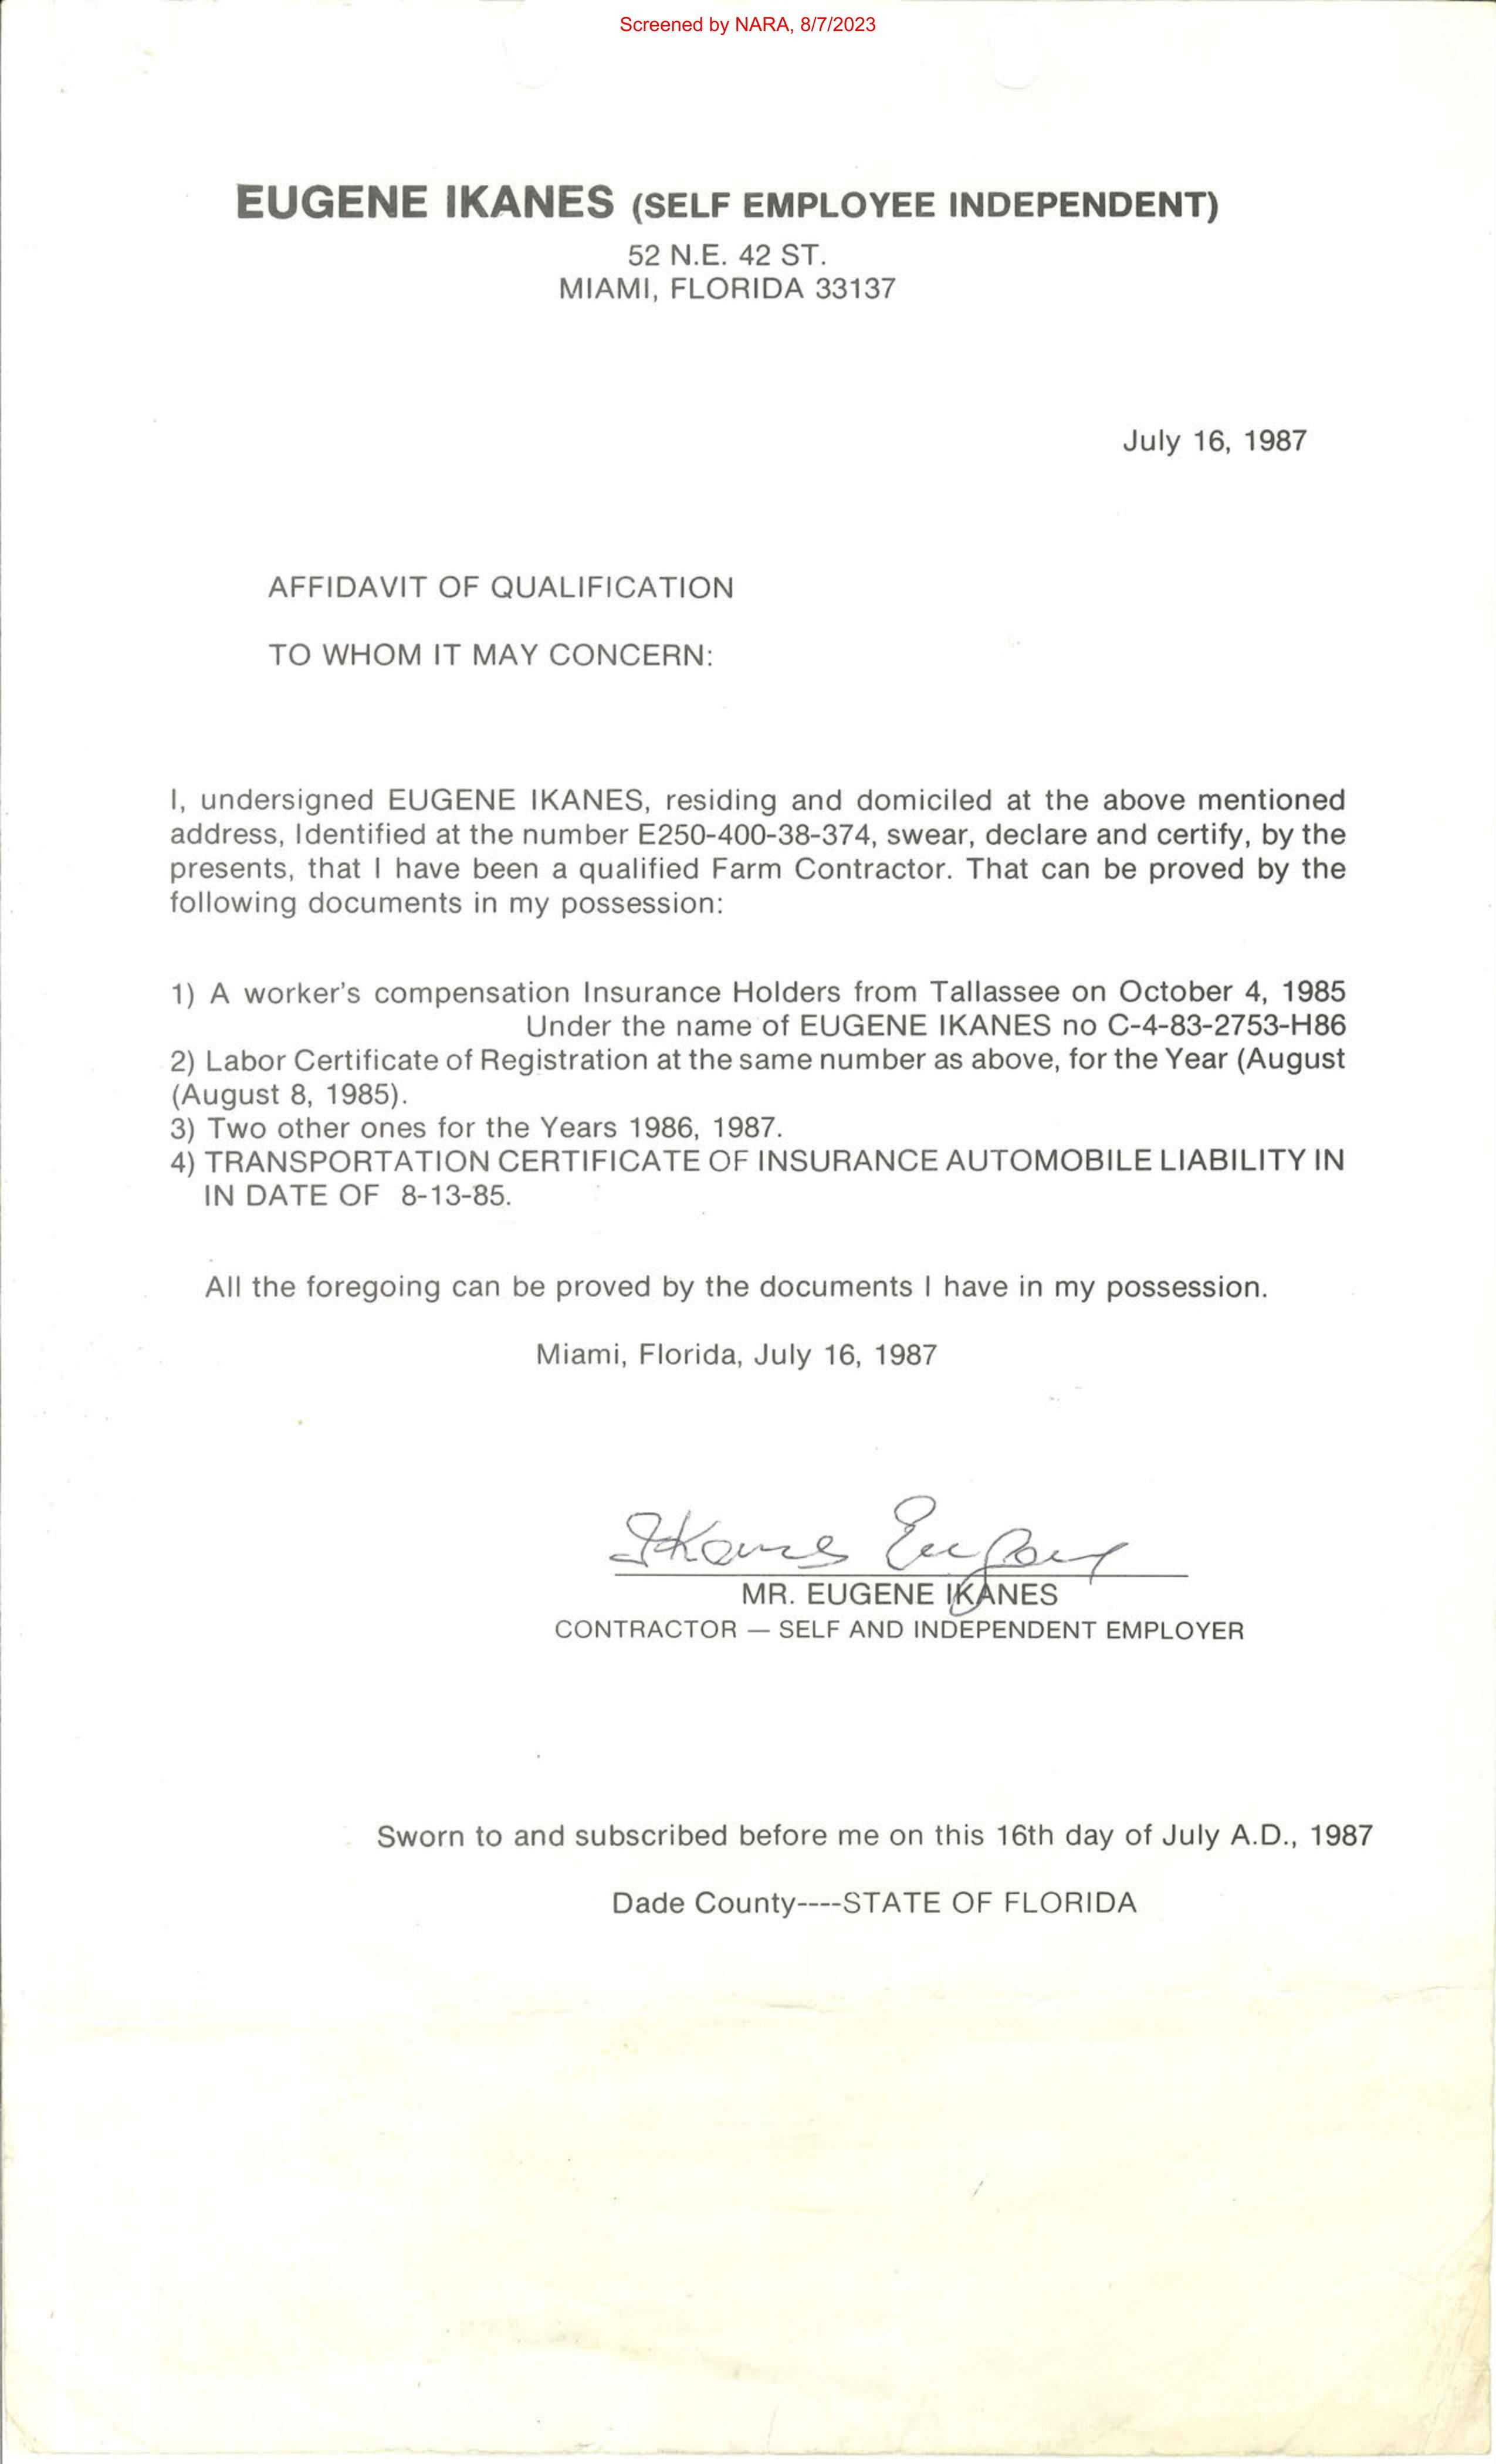 Screened by NARA, 8/7/2023
EUGENE IKANES (SELF EMPLOYEE INDEPENDENT)
52 N.E. 42 ST.
MIAMI, FLORIDA 33137
July 16, 1987
AFFIDAVIT OF QUALIFICATION
TO WHOM IT MAY CONCERN:
I, undersigned EUGENE IKANES, residing and domiciled at the above mentioned
address, Identified at the number E250-400-38-374, swear, declare and certify, by the
presents, that I have been a qualified Farm Contractor. That can be proved by the
following documents in my possession:
1) A worker's compensation Insurance Holders from Tallassee on October 4, 1985
Under the name of EUGENE IKANES no C-4-83-2753-H86
2) Labor Certificate of Registration at the same number as above, for the Year (August
(August 8, 1985).
3) Two other ones for the Years 1986, 1987.
4) TRANSPORTATION CERTIFICATE OF INSURANCE AUTOMOBILE LIABILITY IN
IN DATE OF 8-13-85.
All the foregoing can be proved by the documents I have in my possession.
Miami, Florida, July 16, 1987
Ikanes
MR. EUGENE IKANES
CONTRACTOR — SELF AND INDEPENDENT EMPLOYER
Sworn to and subscribed before me on this 16th day of July A.D., 1987
Dade County----STATE OF FLORIDA